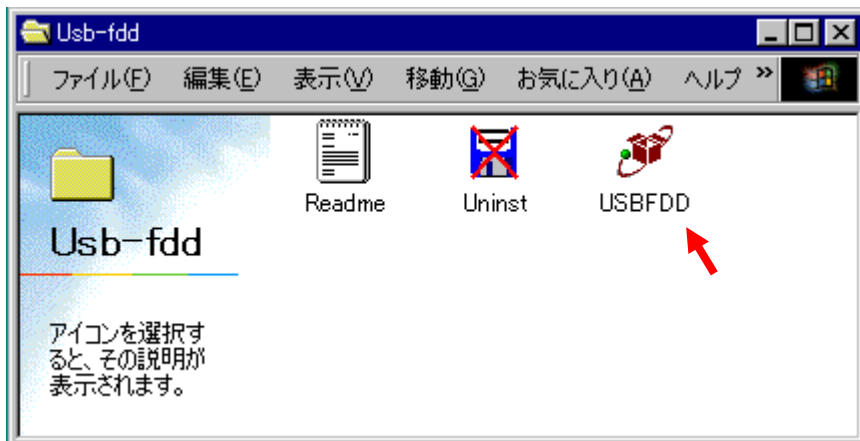 Usb-fdd
ファイル(F) 編集(E) 表示(V) 移動(G) お気に入り(A) ヘルプ »
Readme Uninst USBFDD
Usb-fdd
アイコンを選択す
ると、その説明が
表示されます。